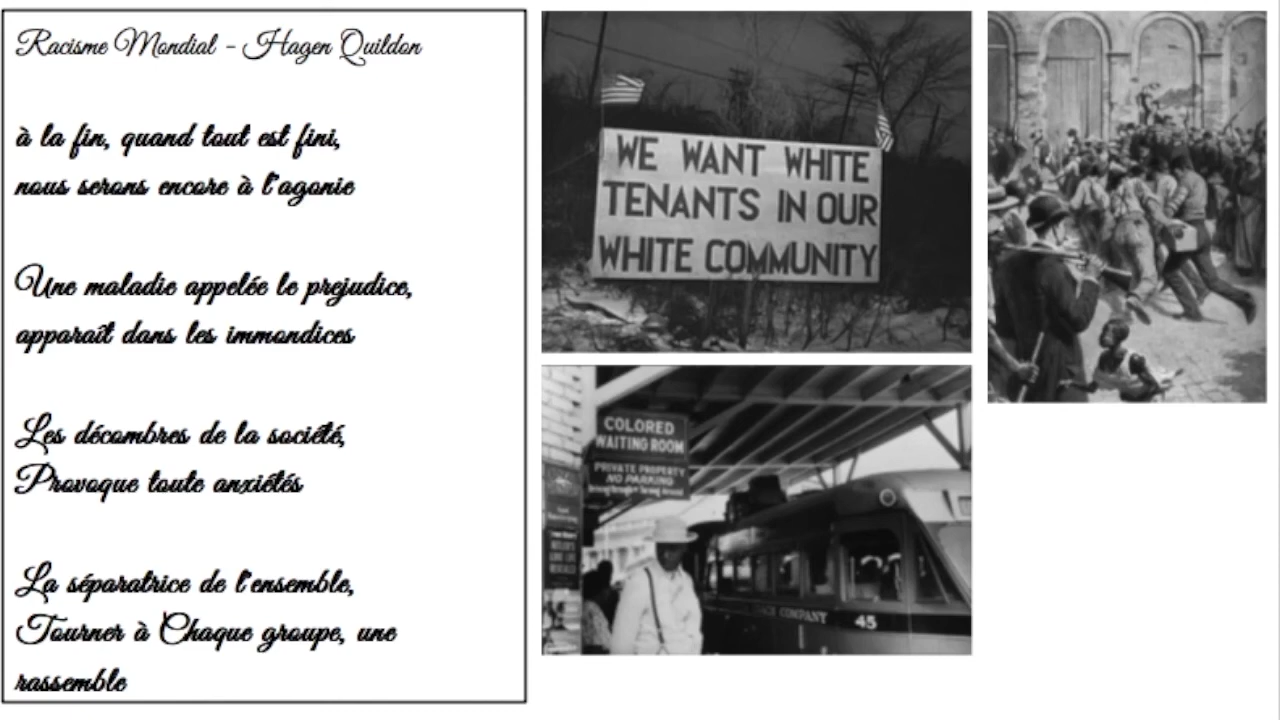 Racisme Mondial - Hagen Quildon
à la fin, quand tout est fini,
nous serons encore à l'agonie
Une maladie appelée le prejudice,
apparaît dans les immondices
Les décombres de la société,
Provoque toute anxiétés
La séparatrice de l'ensemble,
Tourner à Chaque groupe, une
rassemble
WE WANT WHITE
TENANTS IN OUR
WHITE COMMUNITY
COLORED
WAITING ROOM
PRIVATE PROPERTY
NO PARKING
COMPANY
45